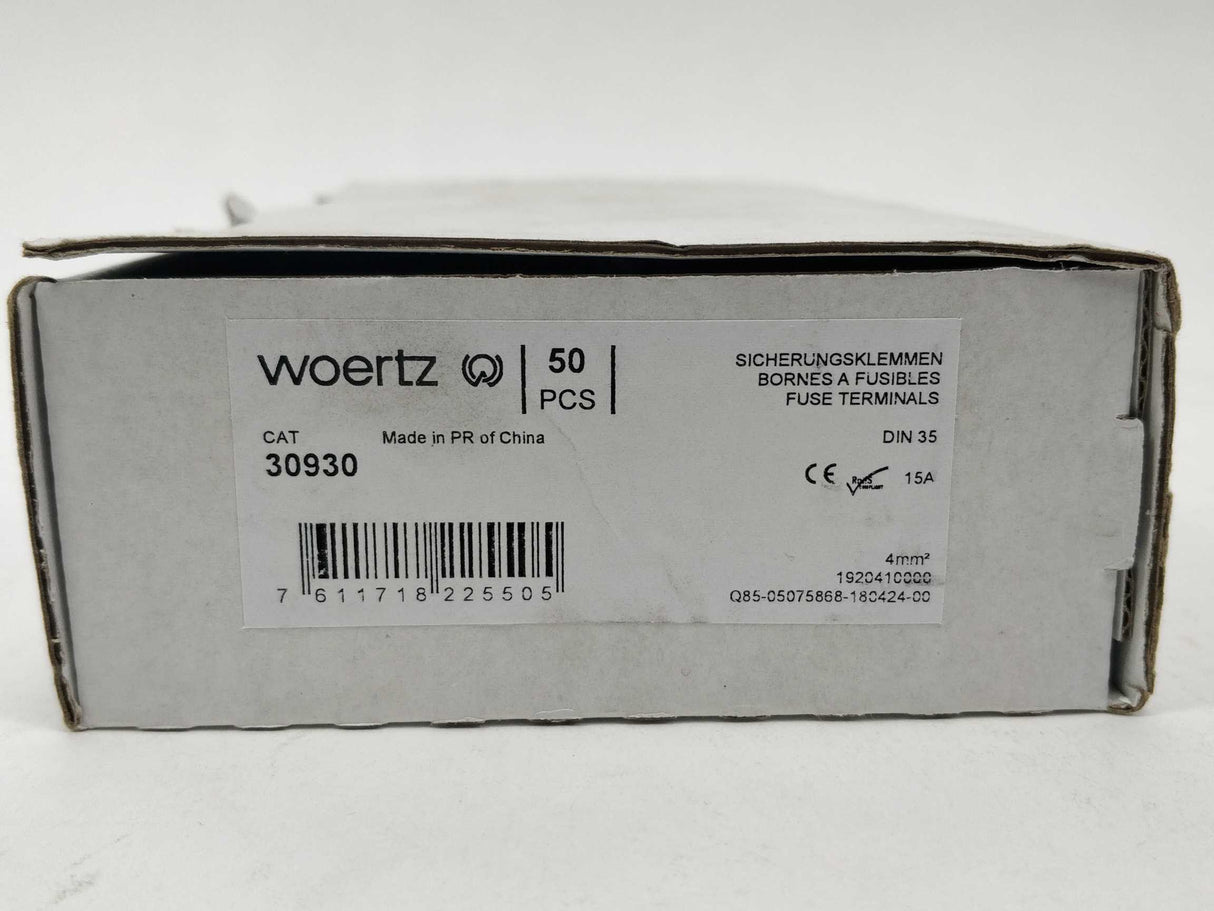 woertz
50
PCS
SICHERUNGSKLEMMEN
BORNES A FUSIBLES
FUSE TERMINALS
CAT
Made in PR of China
DIN 35
30930
CE
RoHS
15A
4mm²
1920410000
Q85-05075868-180424-00
7 611718 225505